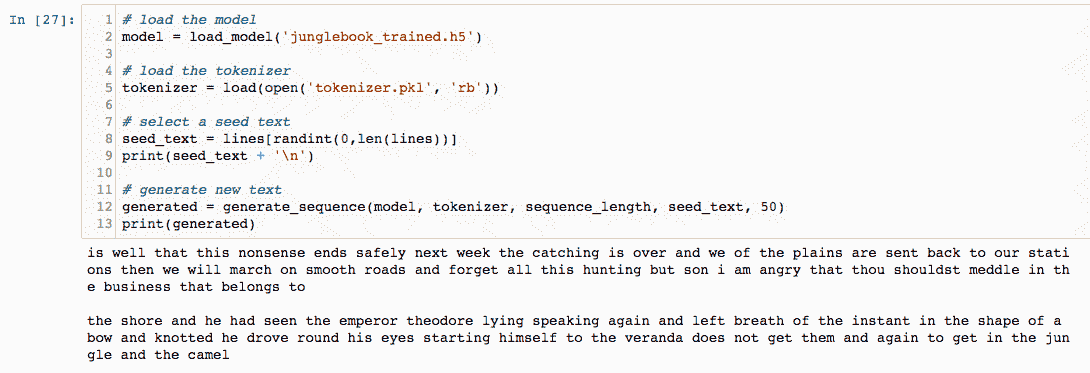 In [27]:
1 # load the model
2 model = load_model('junglebook_trained.h5')
3
4 # load the tokenizer
5 tokenizer = load(open('tokenizer.pkl', 'rb'))
6
7 # select a seed text
8 seed_text = lines[randint(0,len(lines))]
9 print(seed_text + '\n')
10
11 # generate new text
12 generated = generate_sequence(model, tokenizer, sequence_length, seed_text, 50)
13 print(generated)
is well that this nonsense ends safely next week the catching is over and we of the plains are sent back to our stati
ons then we will march on smooth roads and forget all this hunting but son i am angry that thou shouldst meddle in th
e business that belongs to
the shore and he had seen the emperor theodore lying speaking again and left breath of the instant in the shape of a
bow and knotted he drove round his eyes starting himself to the veranda does not get them and again to get in the jun
gle and the camel